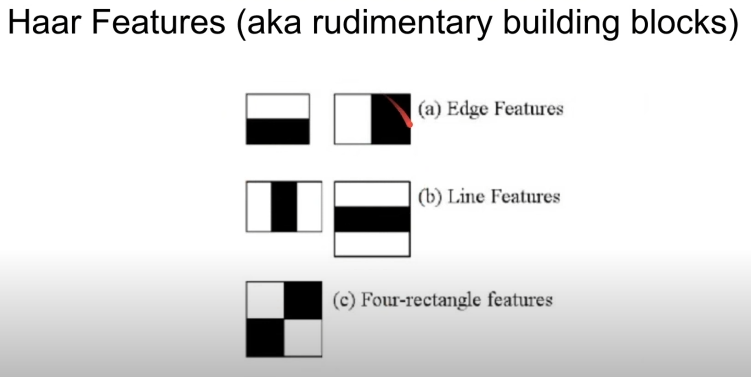 Haar Features (aka rudimentary building blocks)
(a) Edge Features
(b) Line Features
(c) Four-rectangle features